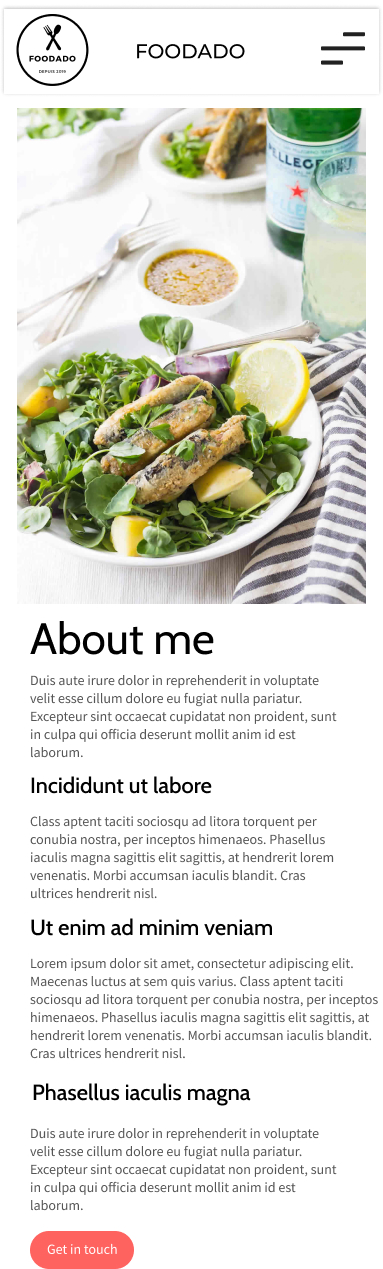 FOODADO
DEPUIS 2019
FOODADO
About me
Duis aute irure dolor in reprehenderit in voluptate
velit esse cillum dolore eu fugiat nulla pariatur.
Excepteur sint occaecat cupidatat non proident, sunt
in culpa qui officia deserunt mollit anim id est
laborum.
Incididunt ut labore
Class aptent taciti sociosqu ad litora torquent per
conubia nostra, per inceptos himenaeos. Phasellus
iaculis magna sagittis elit sagittis, at hendrerit lorem
venenatis. Morbi accumsan iaculis blandit. Cras
ultrices hendrerit nisl.
Ut enim ad minim veniam
Lorem ipsum dolor sit amet, consectetur adipiscing elit.
Maecenas luctus at sem quis varius. Class aptent taciti
sociosqu ad litora torquent per conubia nostra, per inceptos
himenaeos. Phasellus iaculis magna sagittis elit sagittis, at
hendrerit lorem venenatis. Morbi accumsan iaculis blandit.
Cras ultrices hendrerit nisl.
Phasellus iaculis magna
Duis aute irure dolor in reprehenderit in voluptate
velit esse cillum dolore eu fugiat nulla pariatur.
Excepteur sint occaecat cupidatat non proident, sunt
in culpa qui officia deserunt mollit anim id est
laborum.
Get in touch